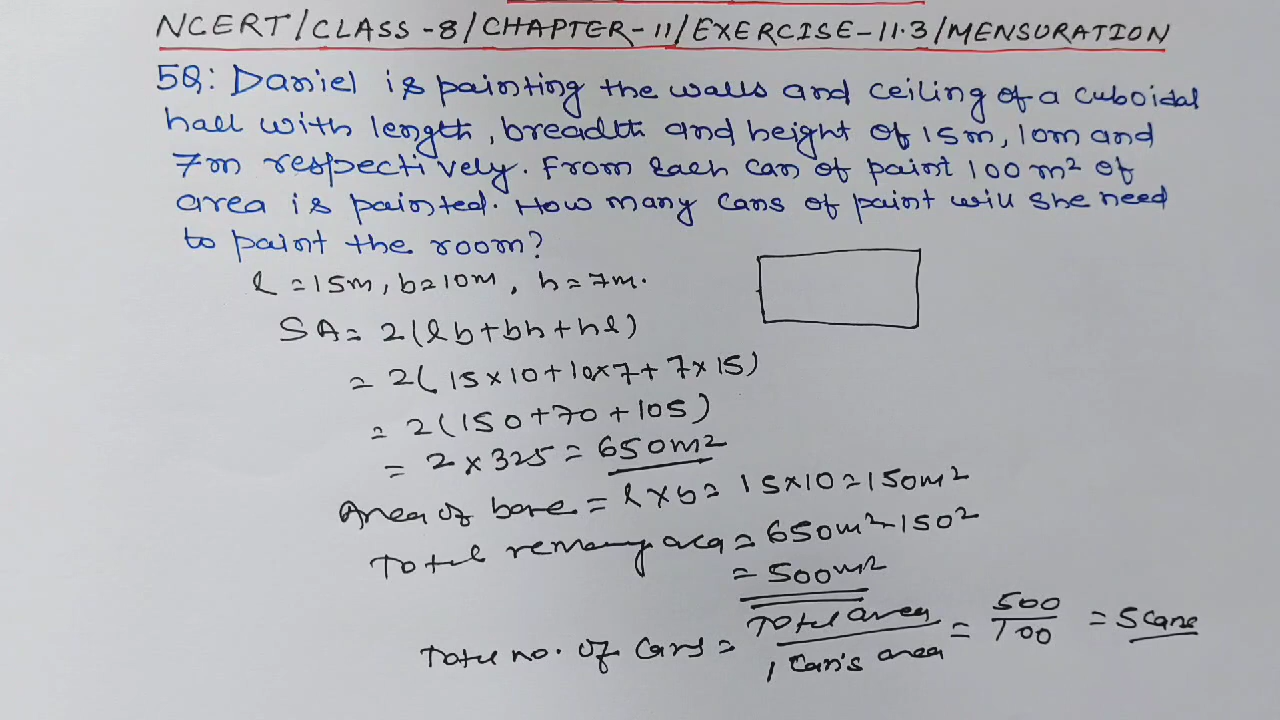 NCERT/CLASS-8/CHAPTER-11/EXERCISE-11.3/MENSURATION
5Q: Daniel is painting the walls and ceiling of a cuboidal
hall with length, breadth and height of 15m, 10m and
7m respectively. From each can of paint 100 m² of
area is painted. How many cans of paint will she need
to paint the room?
l = 15m, b=10m, h=7m.
SA= 2(lb+bh+hl)
= 2(15×10+10×7+7×15)
= 2(150+70+105)
= 2×325 = 650m²
Area of base = l×b= 15×10=150m²
Total remaing area = 650m²-150²
= 500m²
Total no. of cans = Total area / 1 can's area = 500/100 = 5 cans